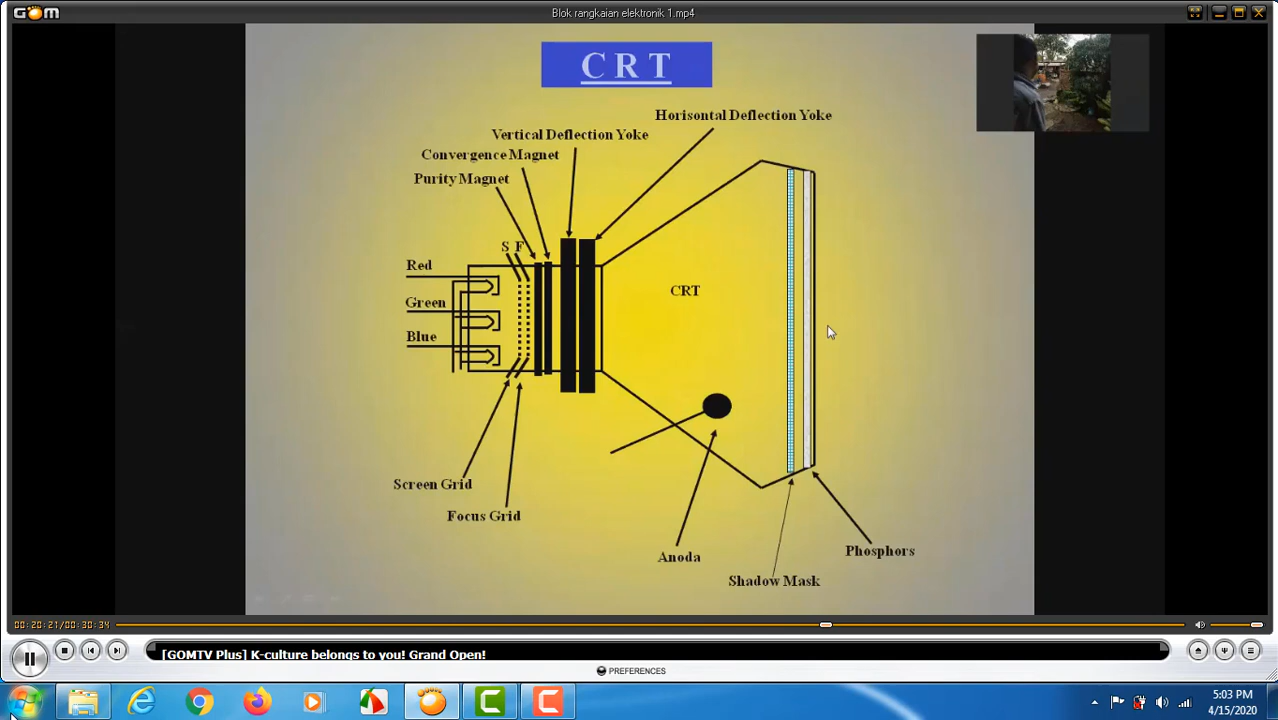 GOM
Blok rangkaian elektronik 1.mp4
C R T
Horisontal Deflection Yoke
Vertical Deflection Yoke
Convergence Magnet
Purity Magnet
S F
Red
Green
Blue
CRT
Screen Grid
Focus Grid
Anoda
Phosphors
Shadow Mask
00:20:21/00:30:34
[GOMTV Plus] K-culture belongs to you! Grand Open!
PREFERENCES
5:03 PM
4/15/2020